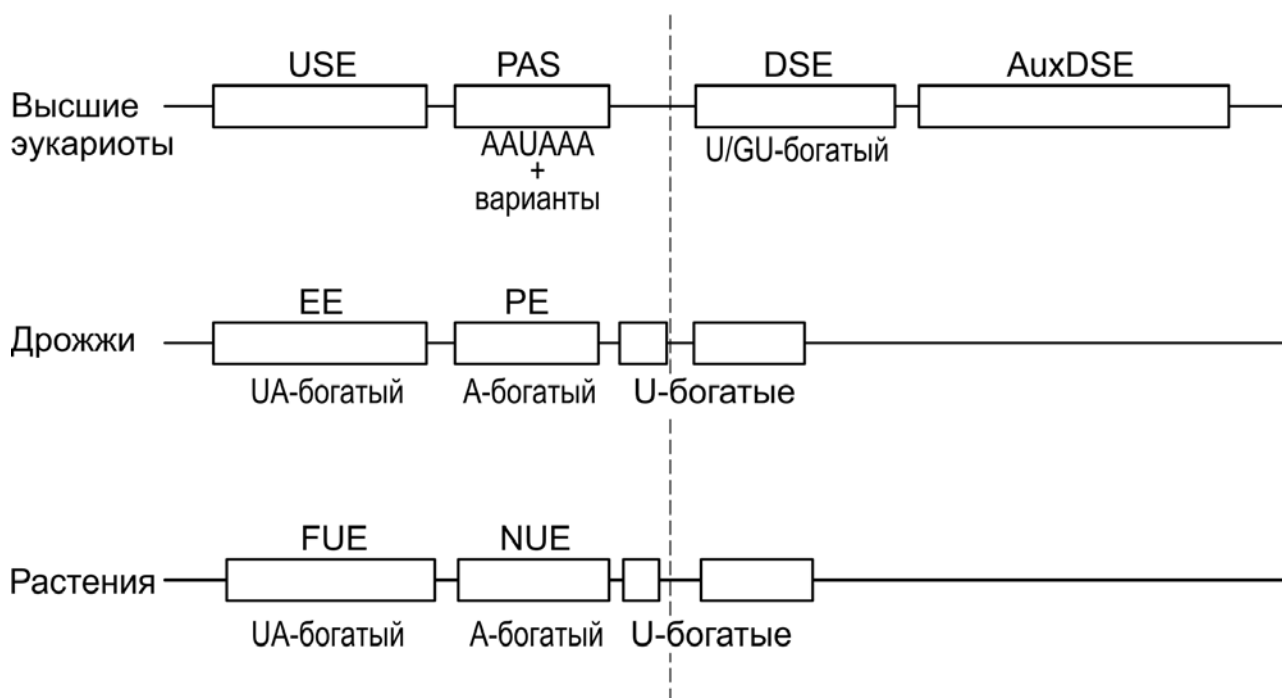 USE PAS DSE AuxDSE
Высшие
эукариоты
AAUAAA
+
варианты
U/GU-богатый
EE PE
Дрожжи
UA-богатый A-богатый U-богатые
FUE NUE
Растения
UA-богатый A-богатый U-богатые